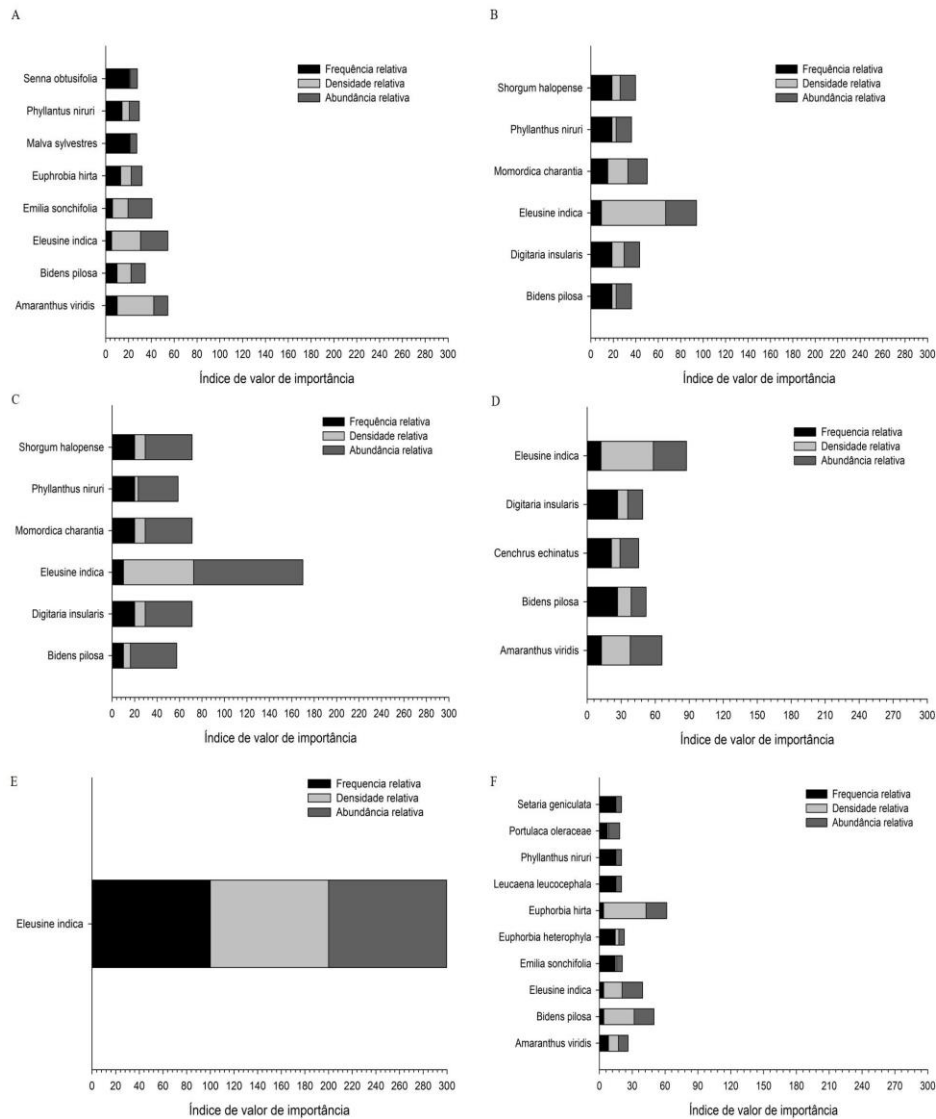 A
Frequência relativa
Densidade relativa
Abundância relativa
Senna obtusifolia
Phyllantus niruri
Malva sylvestres
Euphrobia hirta
Emilia sonchifolia
Eleusine indica
Bidens pilosa
Amaranthus viridis
0 20 40 60 80 100 120 140 160 180 200 220 240 260 280 300
Índice de valor de importância
B
Frequência relativa
Densidade relativa
Abundância relativa
Shorgum halopense
Phyllanthus niruri
Momordica charantia
Eleusine indica
Digitaria insularis
Bidens pilosa
0 20 40 60 80 100 120 140 160 180 200 220 240 260 280 300
Índice de valor de importância
C
Frequência relativa
Densidade relativa
Abundância relativa
Shorgum halopense
Phyllanthus niruri
Momordica charantia
Eleusine indica
Digitaria insularis
Bidens pilosa
0 20 40 60 80 100 120 140 160 180 200 220 240 260 280 300
Índice de valor de importância
D
Frequencia relativa
Densidade relativa
Abundância relativa
Eleusine indica
Digitaria insularis
Cenchrus echinatus
Bidens pilosa
Amaranthus viridis
0 30 60 90 120 150 180 210 240 270 300
Índice de valor de importância
E
Frequencia relativa
Densidade relativa
Abundância relativa
Eleusine indica
0 20 40 60 80 100 120 140 160 180 200 220 240 260 280 300
Índice de valor de importância
F
Frequencia relativa
Densidade relativa
Abundância relativa
Setaria geniculata
Portulaca oleraceae
Phyllanthus niruri
Leucaena leucocephala
Euphorbia hirta
Euphorbia heterophyla
Emilia sonchifolia
Eleusine indica
Bidens pilosa
Amaranthus viridis
0 30 60 90 120 150 180 210 240 270 300
Índice de valor de importância